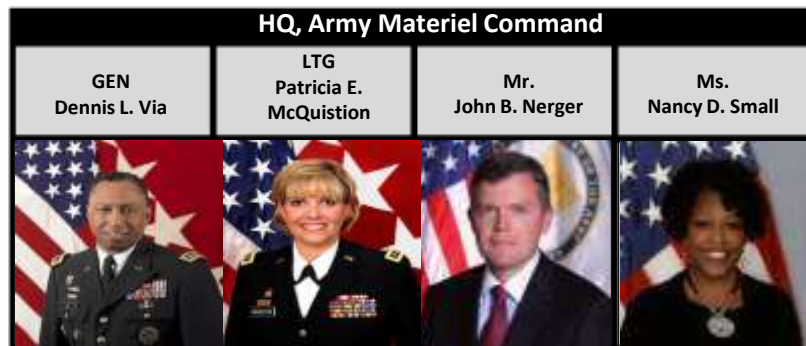 HQ, Army Materiel Command
GEN
Dennis L. Via
LTG
Patricia E.
McQuistion
Mr.
John B. Nerger
Ms.
Nancy D. Small